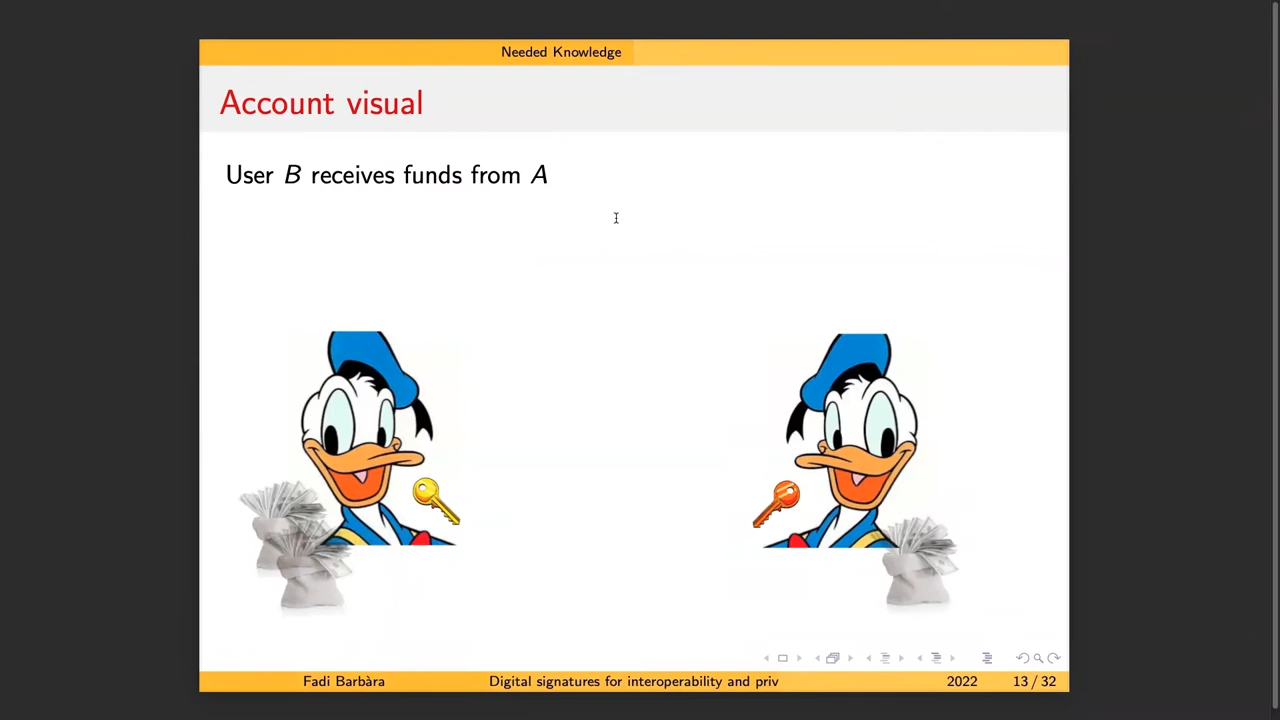 Needed Knowledge
Account visual
User B receives funds from A
Fadi Barbàra
Digital signatures for interoperability and priv
2022
13 / 32